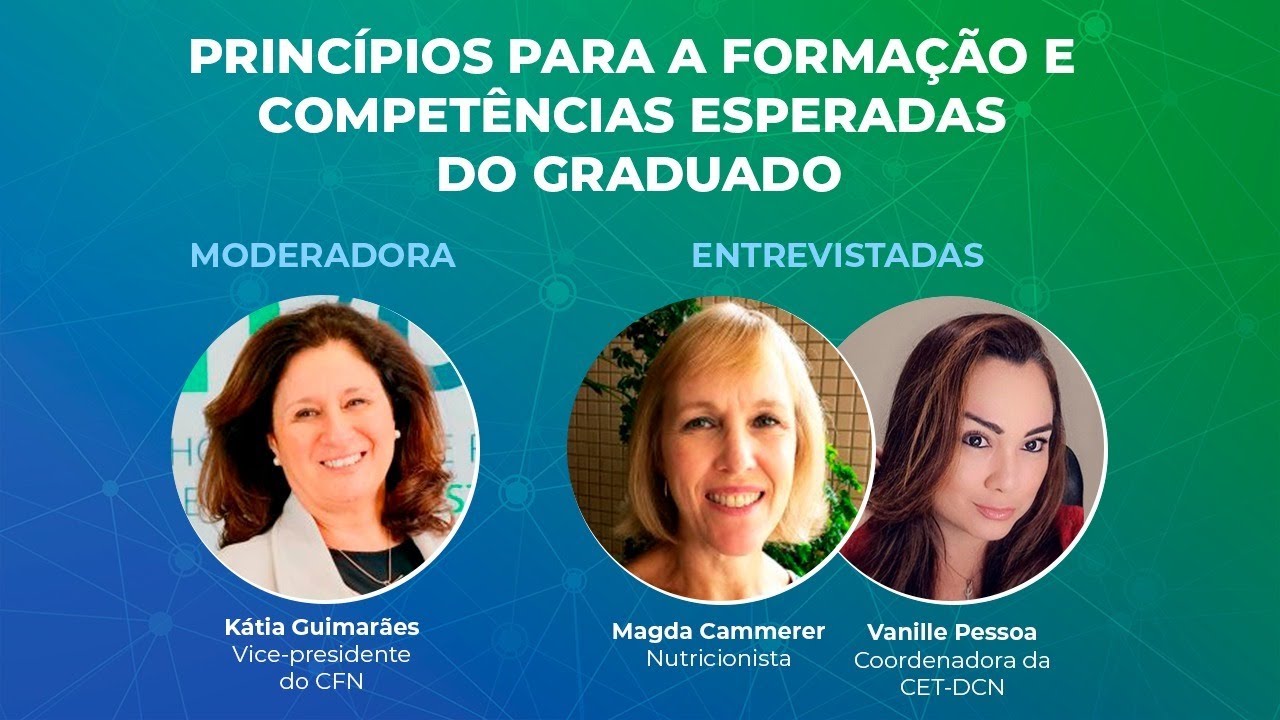 PRINCÍPIOS PARA A FORMAÇÃO E
COMPETÊNCIAS ESPERADAS
DO GRADUADO
MODERADORA
ENTREVISTADAS
Kátia Guimarães
Vice-presidente
do CFN
Magda Cammerer
Nutricionista
Vanille Pessoa
Coordenadora da
CET-DCN